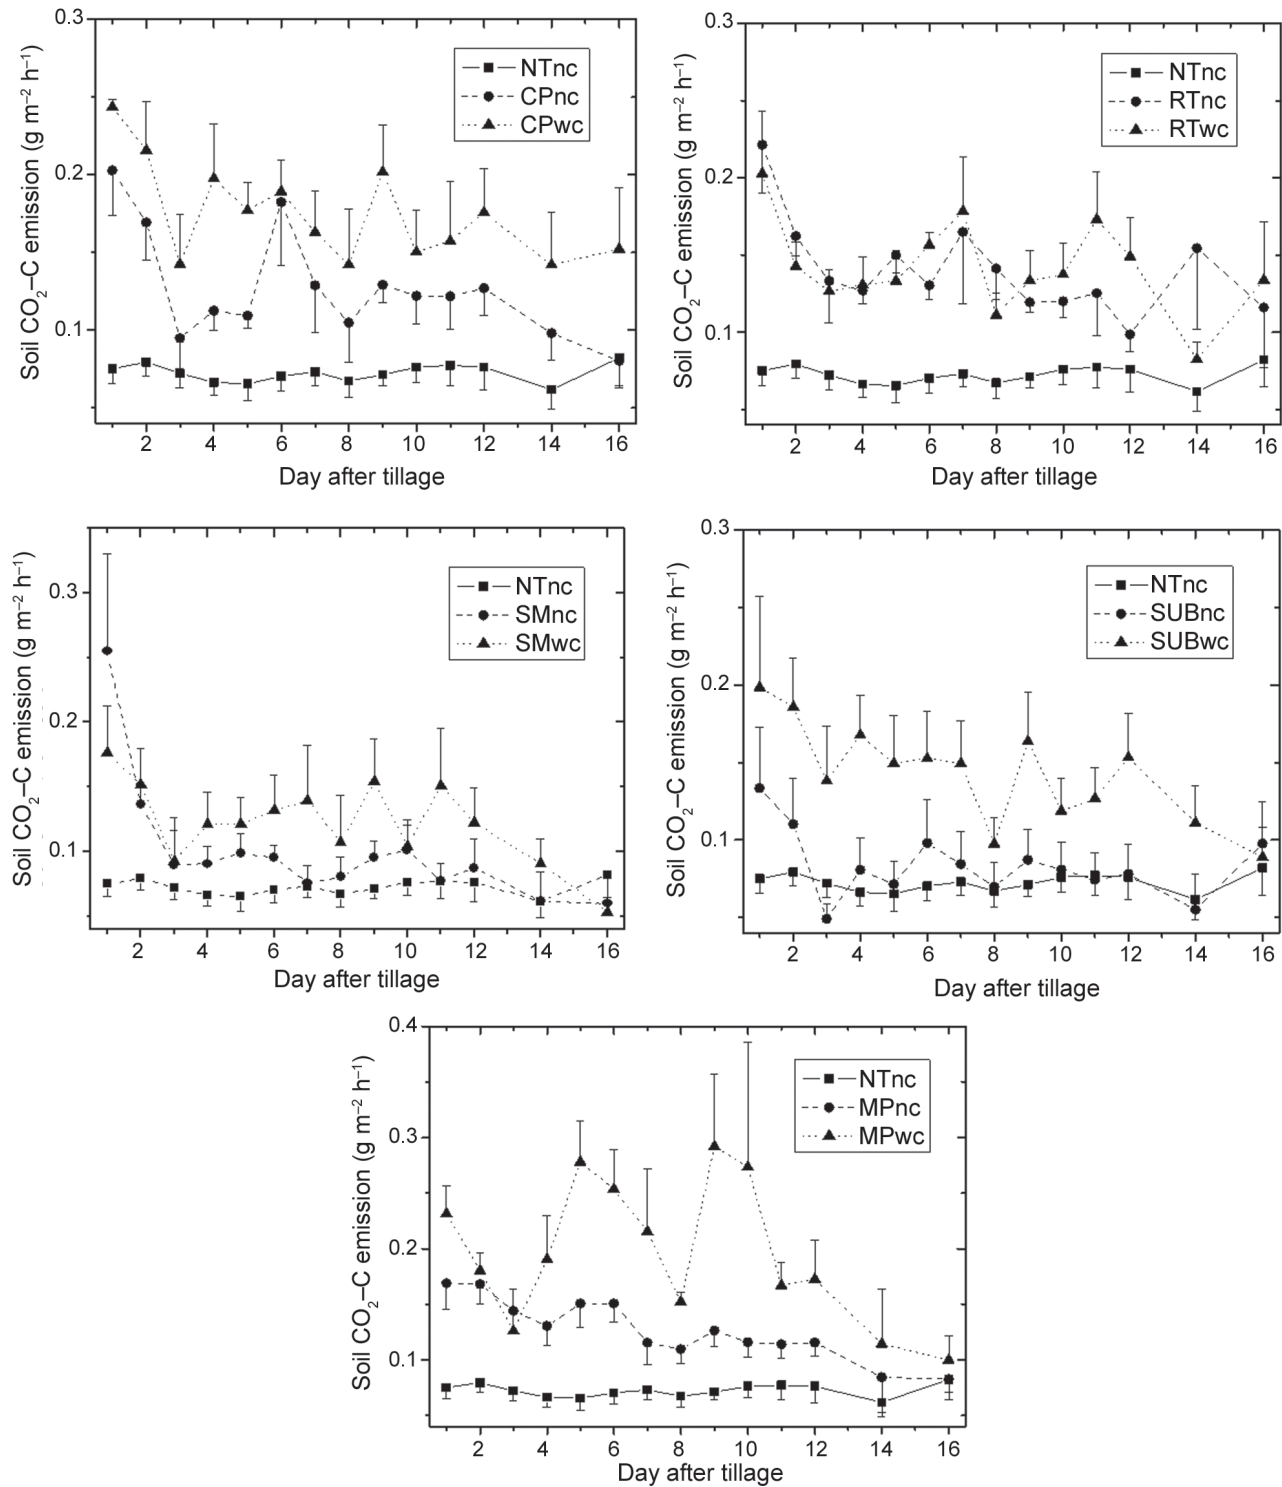 0.3
0.2
0.1
Soil CO₂–C emission (g m⁻² h⁻¹)
NTnc
CPnc
CPwc
2 4 6 8 10 12 14 16
Day after tillage
0.3
0.2
0.1
Soil CO₂–C emission (g m⁻² h⁻¹)
NTnc
RTnc
RTwc
2 4 6 8 10 12 14 16
Day after tillage
0.3
0.2
0.1
Soil CO₂–C emission (g m⁻² h⁻¹)
NTnc
SMnc
SMwc
2 4 6 8 10 12 14 16
Day after tillage
0.3
0.2
0.1
Soil CO₂–C emission (g m⁻² h⁻¹)
NTnc
SUBnc
SUBwc
2 4 6 8 10 12 14 16
Day after tillage
0.4
0.3
0.2
0.1
Soil CO₂–C emission (g m⁻² h⁻¹)
NTnc
MPnc
MPwc
2 4 6 8 10 12 14 16
Day after tillage